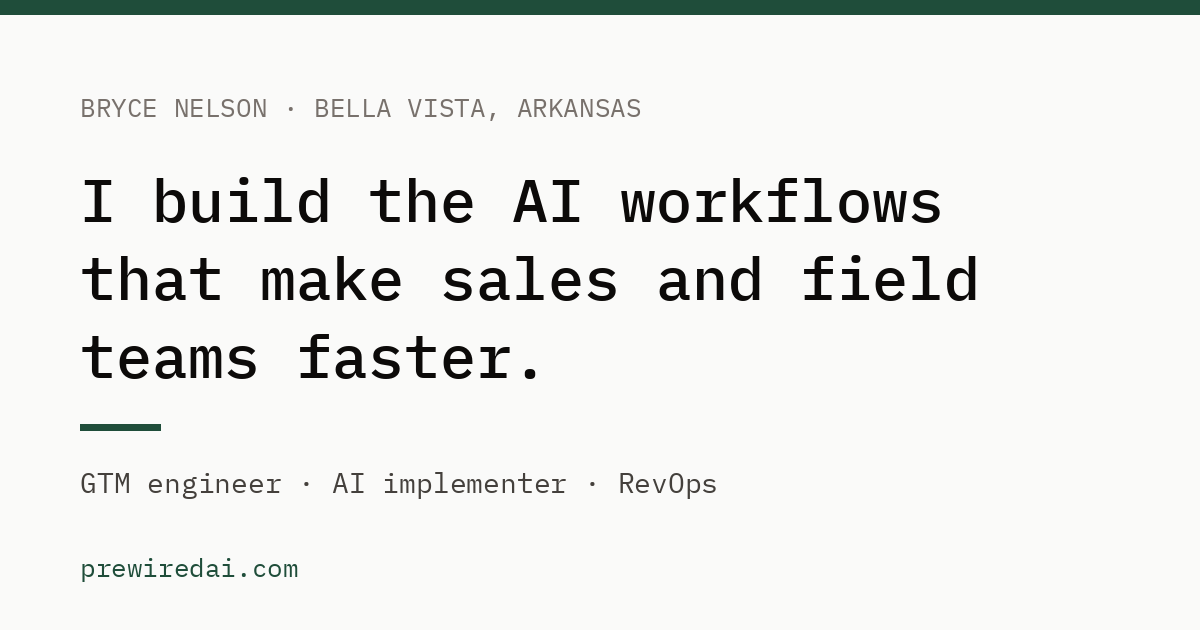 BRYCE NELSON · BELLA VISTA, ARKANSAS
I build the AI workflows
that make sales and field
teams faster.
GTM engineer · AI implementer · RevOps
prewiredai.com